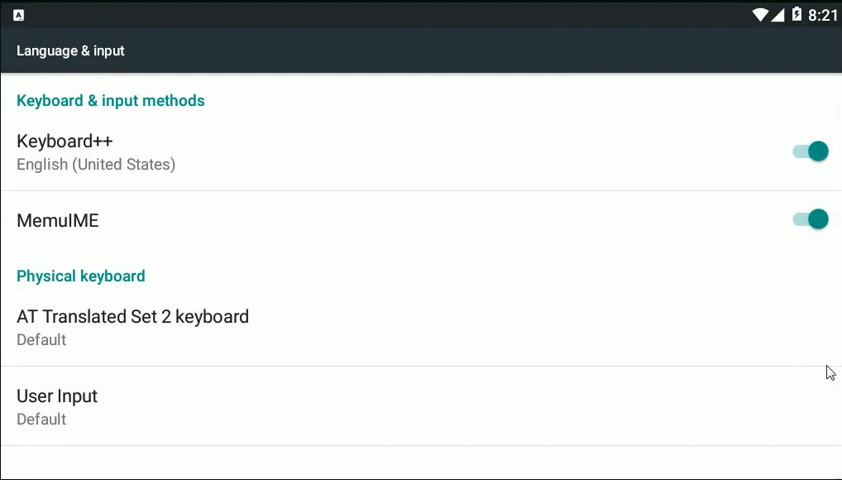 A
8:21
Language & input
Keyboard & input methods
Keyboard++
English (United States)
MemuIME
Physical keyboard
AT Translated Set 2 keyboard
Default
User Input
Default